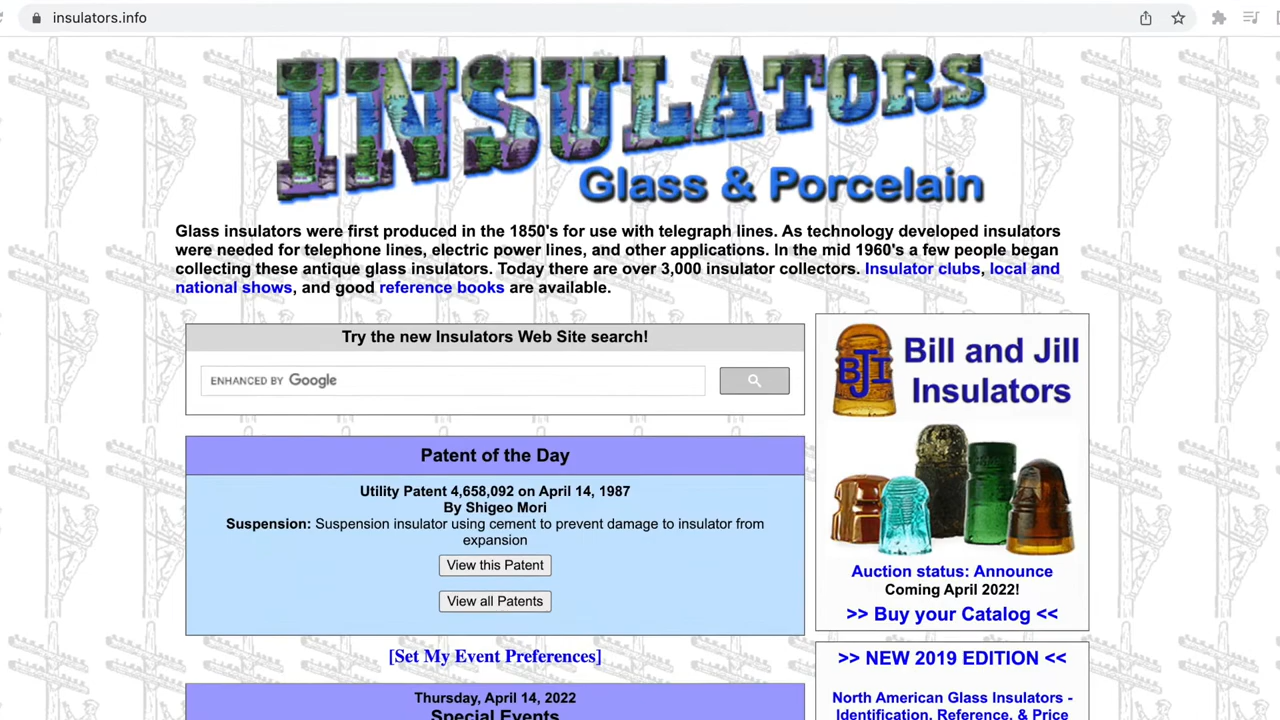 insulators.info
INSULATORS
Glass & Porcelain
Glass insulators were first produced in the 1850's for use with telegraph lines. As technology developed insulators
were needed for telephone lines, electric power lines, and other applications. In the mid 1960's a few people began
collecting these antique glass insulators. Today there are over 3,000 insulator collectors. Insulator clubs, local and
national shows, and good reference books are available.
Try the new Insulators Web Site search!
ENHANCED BY Google
Patent of the Day
Utility Patent 4,658,092 on April 14, 1987
By Shigeo Mori
Suspension: Suspension insulator using cement to prevent damage to insulator from
expansion
View this Patent
View all Patents
[Set My Event Preferences]
Thursday, April 14, 2022
Special Events
BJI
Bill and Jill
Insulators
Auction status: Announce
Coming April 2022!
>> Buy your Catalog <<
>> NEW 2019 EDITION <<
North American Glass Insulators -
Identification, Reference, & Price